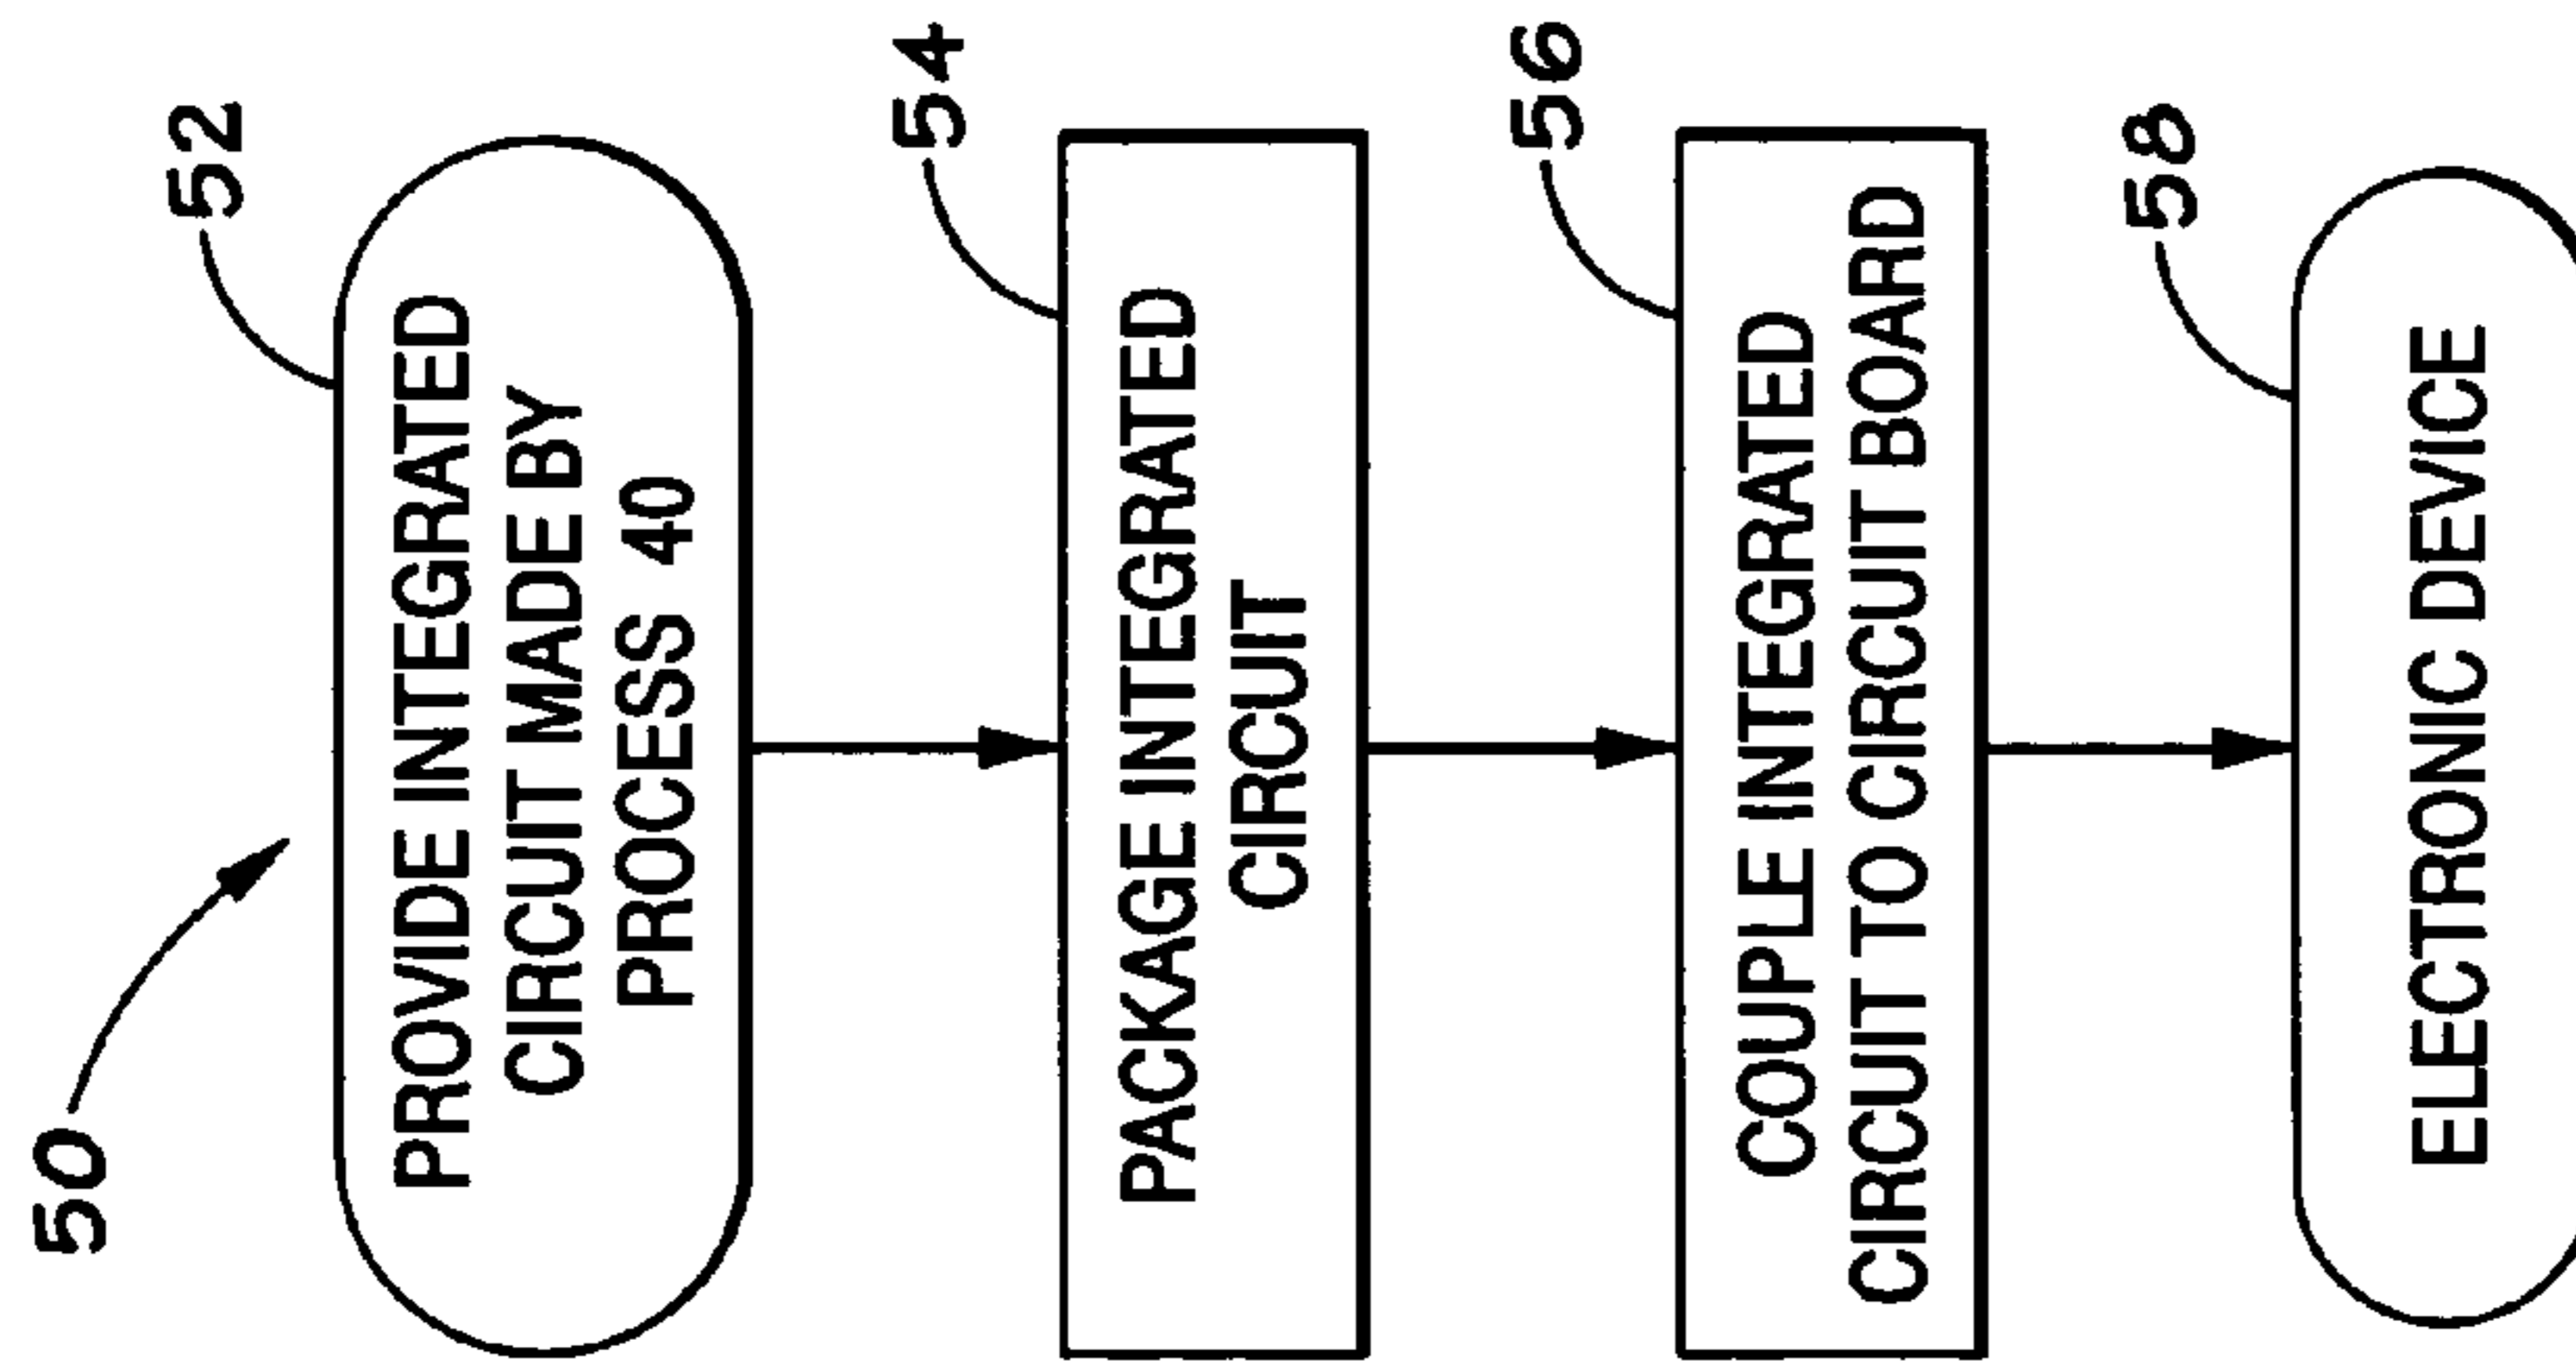 50
52
PROVIDE INTEGRATED
CIRCUIT MADE BY
PROCESS 40
54
PACKAGE INTEGRATED
CIRCUIT
56
COUPLE INTEGRATED
CIRCUIT TO CIRCUIT BOARD
58
ELECTRONIC DEVICE